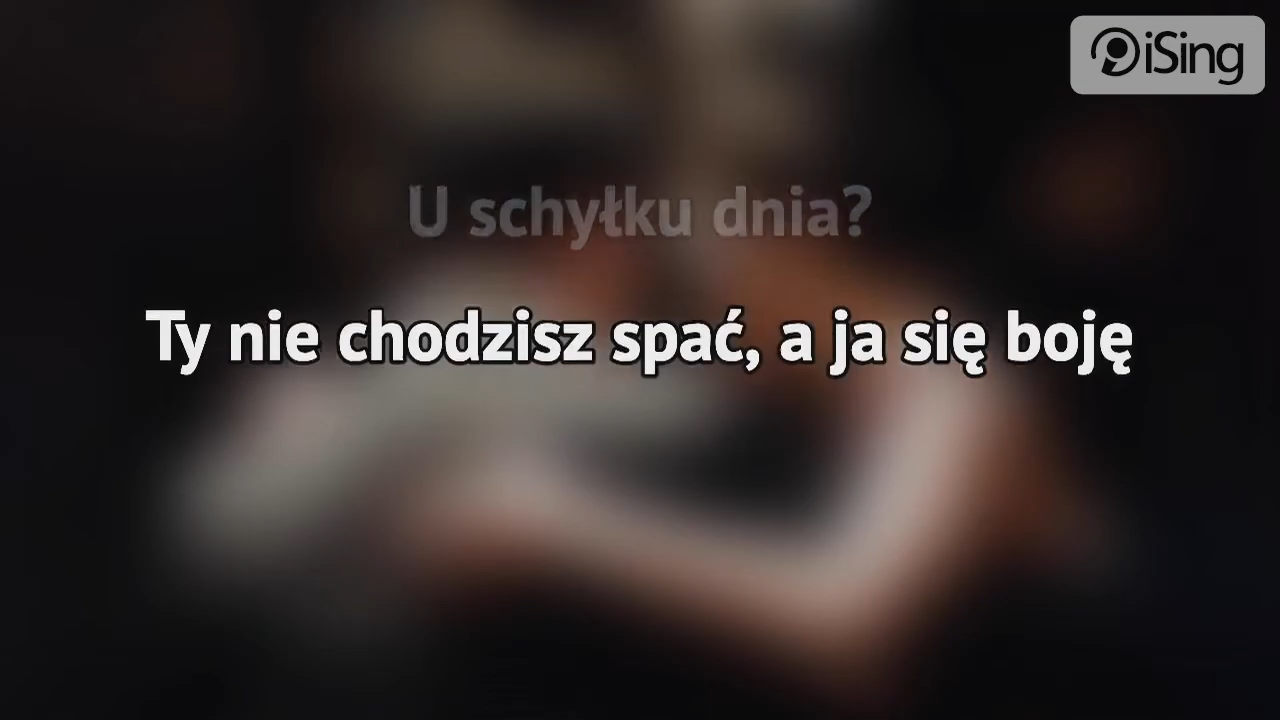 iSing
U schyłku dnia?
Ty nie chodzisz spać, a ja się boję